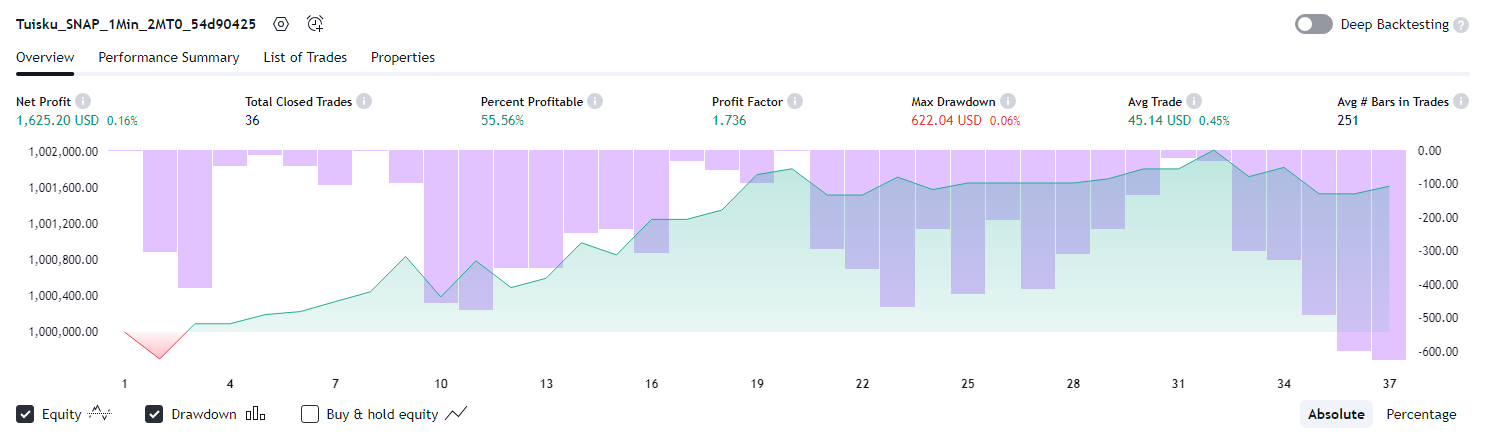 Tuisku_SNAP_1Min_2MT0_54d90425
Deep Backtesting ?
Overview Performance Summary List of Trades Properties
Net Profit i Total Closed Trades i Percent Profitable i Profit Factor i Max Drawdown i Avg Trade i Avg # Bars in Trades i
1,625.20 USD 0.16% 36 55.56% 1.736 622.04 USD 0.06% 45.14 USD 0.45% 251
1,002,000.00 0.00
1,001,600.00 -100.00
1,001,200.00 -200.00
1,000,800.00 -300.00
1,000,400.00 -400.00
1,000,000.00 -500.00
-600.00
1 4 7 10 13 16 19 22 25 28 31 34 37
Equity Drawdown Buy & hold equity Absolute Percentage